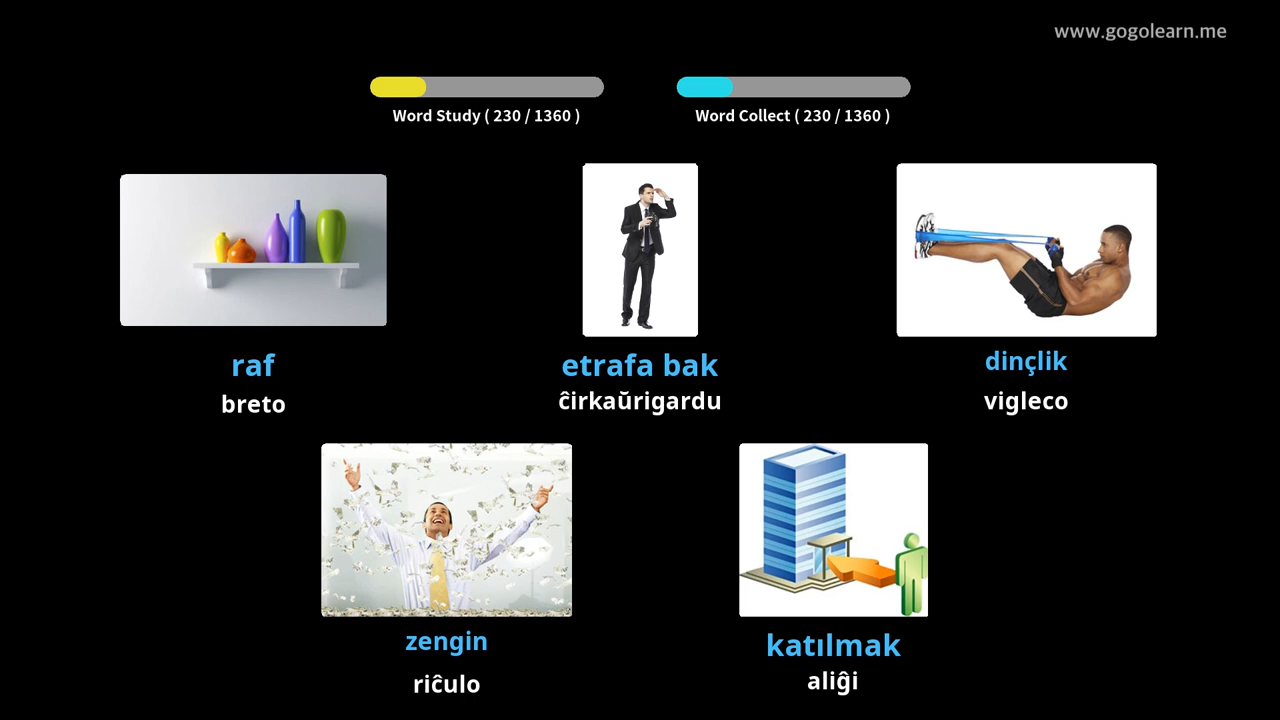 www.gogolearn.me
Word Study ( 230 / 1360 )
Word Collect ( 230 / 1360 )
raf
breto
etrafa bak
ĉirkaŭrigardu
dinçlik
vigleco
zengin
riĉulo
katılmak
aliĝi